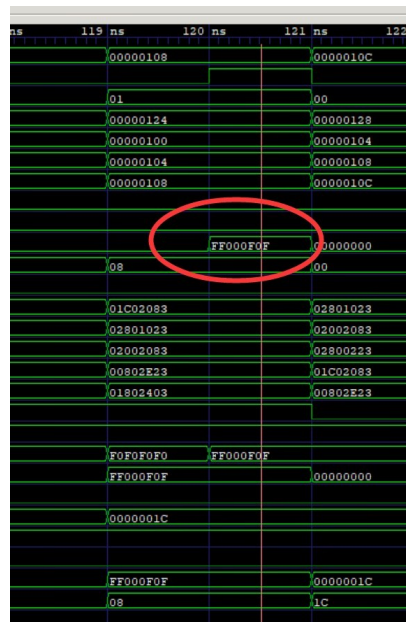 ns 119 ns 120 ns 121 ns 122
00000108 0000010C
01 00
00000124 00000128
00000100 00000104
00000104 00000108
00000108 0000010C
FF000F0F 00000000
08 00
01C02083 02801023
02801023 02002083
02002083 02800223
00802E23 01C02083
01802403 00802E23
F0F0F0F0 FF000F0F
FF000F0F 00000000
0000001C
FF000F0F 0000001C
08 1C